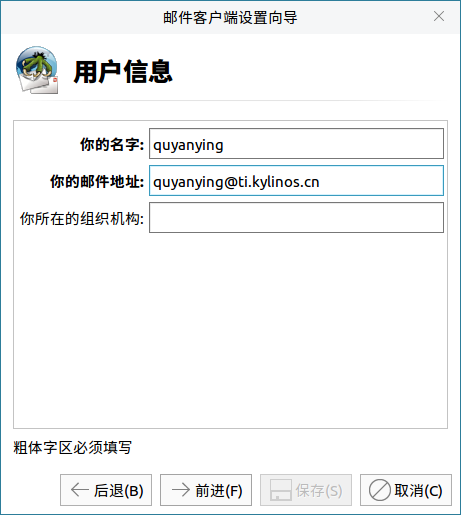 邮件客户端设置向导
用户信息
你的名字: quyanying
你的邮件地址: quyanying@ti.kylinos.cn
你所在的组织机构:
粗体字区必须填写
后退(B) 前进(F) 保存(S) 取消(C)